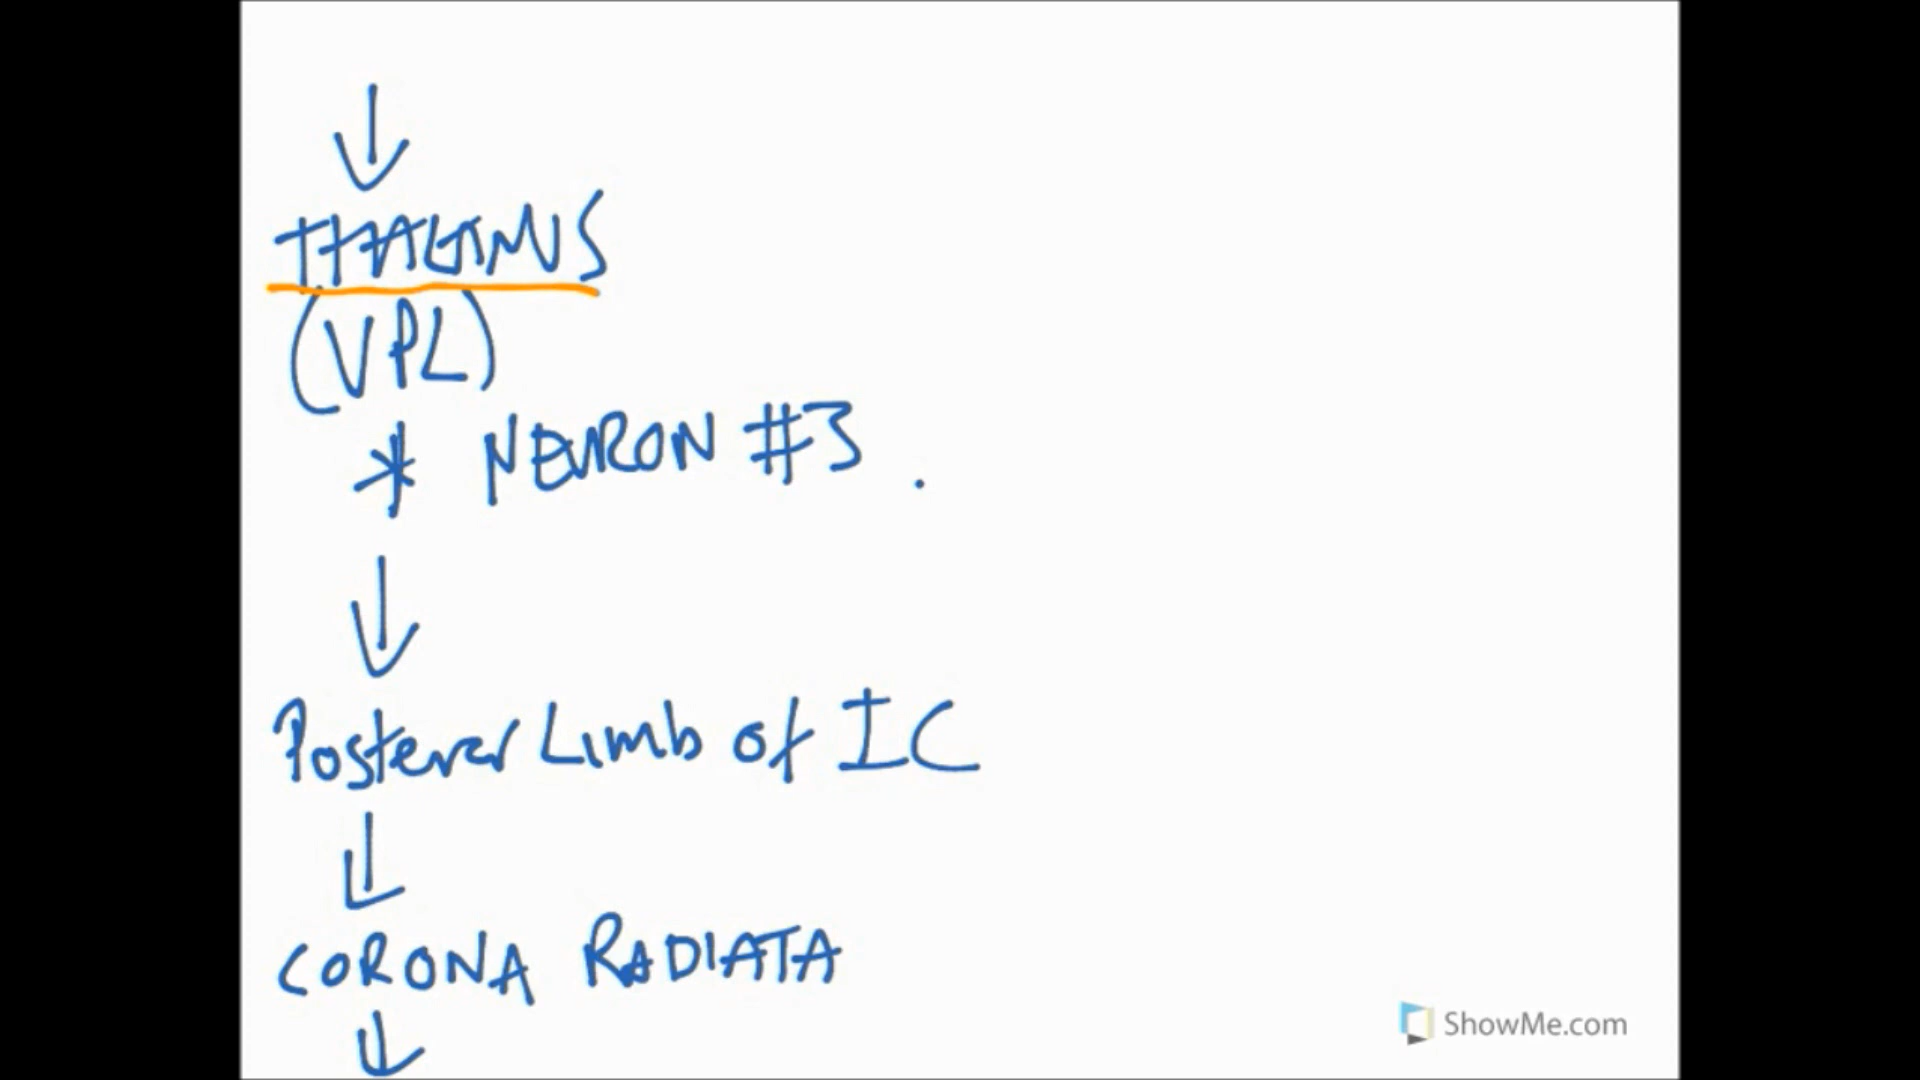 THALAMUS
(VPL)
* NEURON #3 .
Posterior Limb of IC
CORONA RADIATA
ShowMe.com